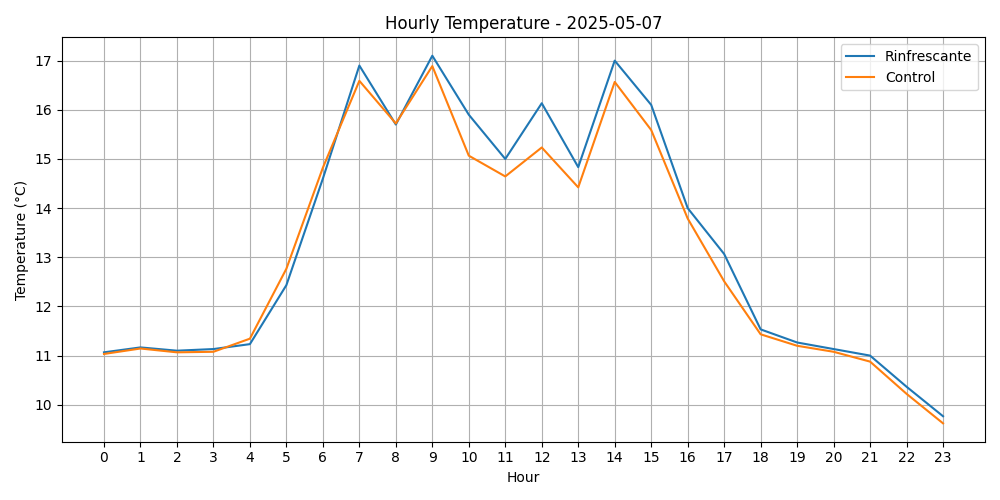 Hourly Temperature - 2025-05-07
Rinfrescante
Control
Temperature (°C)
17
16
15
14
13
12
11
10
0 1 2 3 4 5 6 7 8 9 10 11 12 13 14 15 16 17 18 19 20 21 22 23
Hour